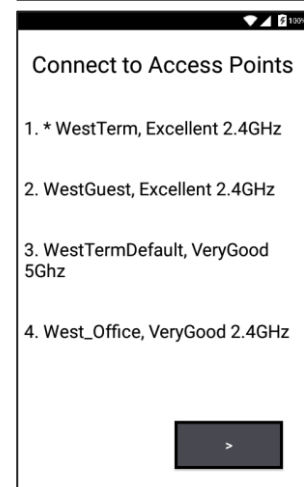 100%
Connect to Access Points
1. * WestTerm, Excellent 2.4GHz
2. WestGuest, Excellent 2.4GHz
3. WestTermDefault, VeryGood
5Ghz
4. West_Office, VeryGood 2.4GHz
>